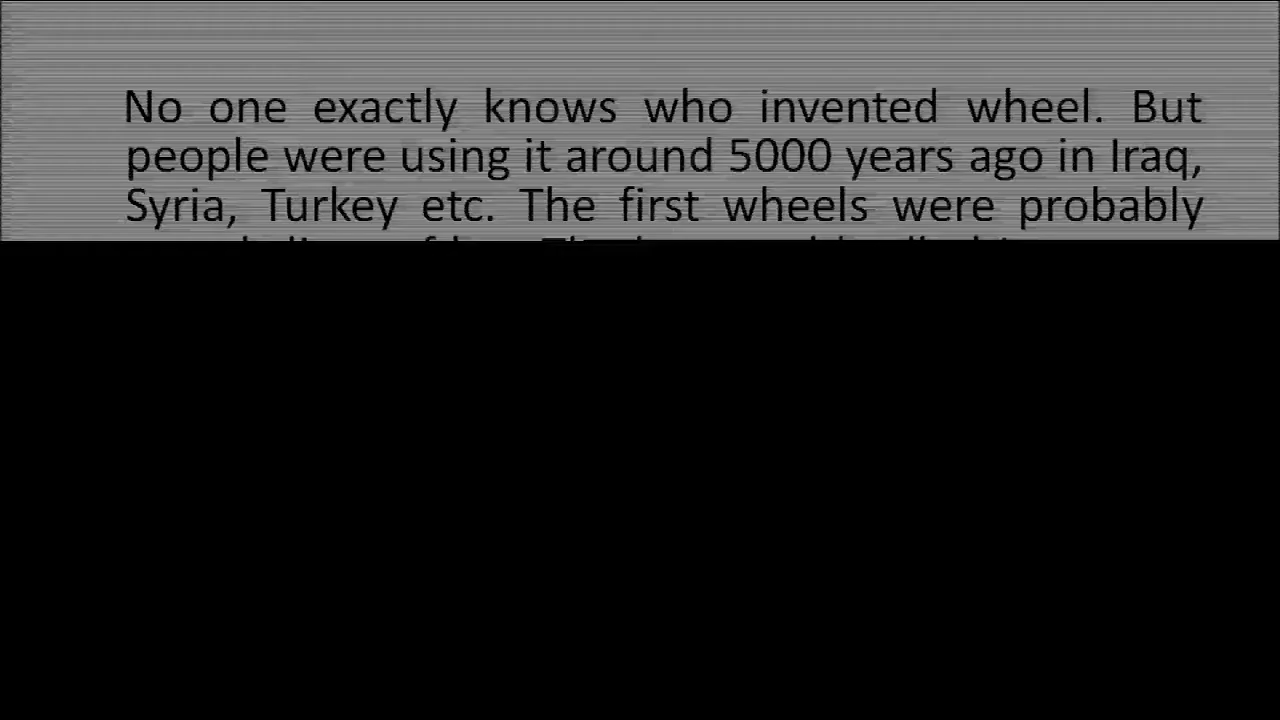 No one exactly knows who invented wheel. But
people were using it around 5000 years ago in Iraq,
Syria, Turkey etc. The first wheels were probably